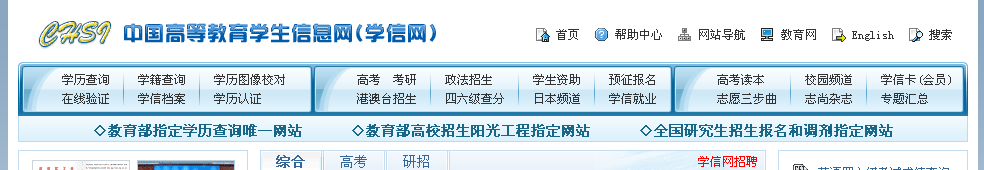 CHSI 中国高等教育学生信息网(学信网) 首页 帮助中心 网站导航 教育网 English 搜索
学历查询 学籍查询 学历图像校对 高考 考研 政法招生 学生资助 预征报名 高考读本 校园频道 学信卡(会员)
在线验证 学信档案 学历认证 港澳台招生 四六级查分 日本频道 学信就业 志愿三步曲 志尚杂志 专题汇总
◇教育部指定学历查询唯一网站 ◇教育部高校招生阳光工程指定网站 ◇全国研究生招生报名和调剂指定网站
综合 高考 研招 学信网招聘